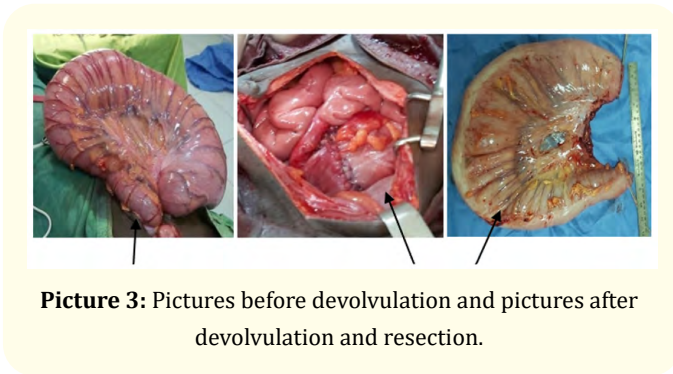 Picture 3: Pictures before devolvulation and pictures after
devolvulation and resection.